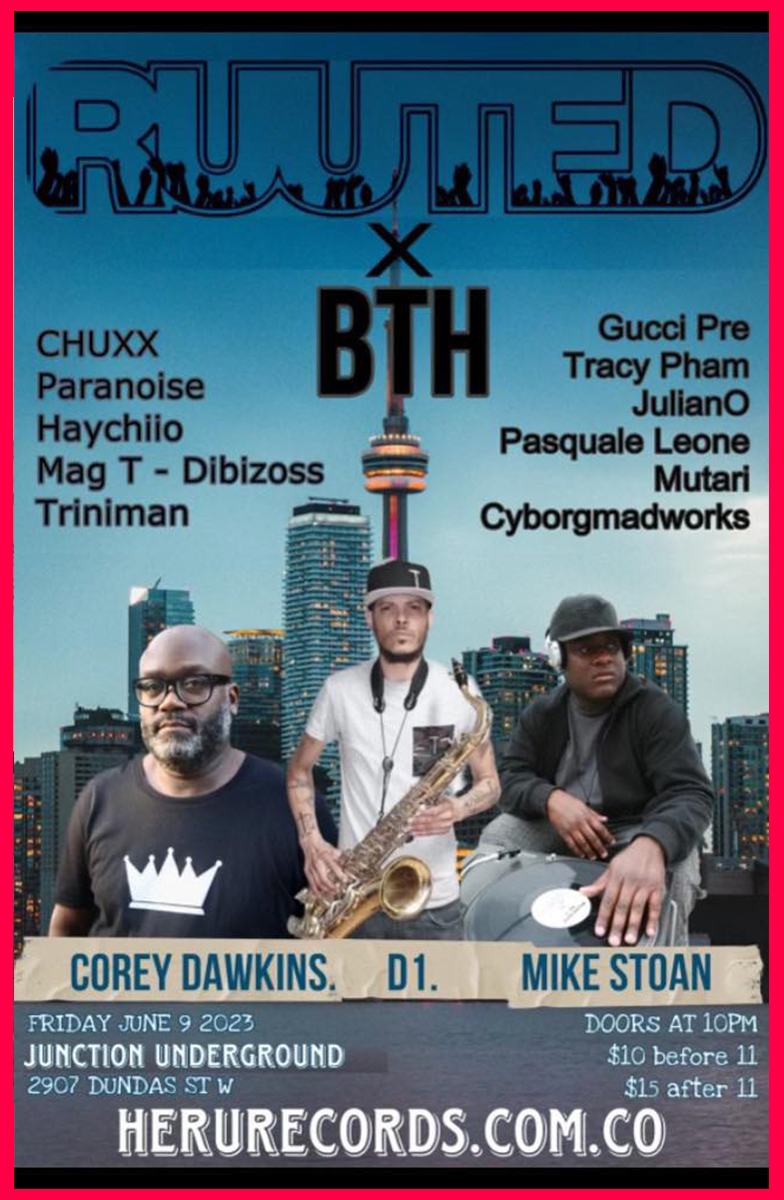 RUUTED
X
BTH
CHUXX
Paranoise
Haychiio
Mag T - Dibizoss
Triniman
Gucci Pre
Tracy Pham
JulianO
Pasquale Leone
Mutari
Cyborgmadworks
COREY DAWKINS. D1. MIKE STOAN
FRIDAY JUNE 9 2023
JUNCTION UNDERGROUND
2907 DUNDAS ST W
DOORS AT 10PM
$10 before 11
$15 after 11
HERURECORDS.COM.CO